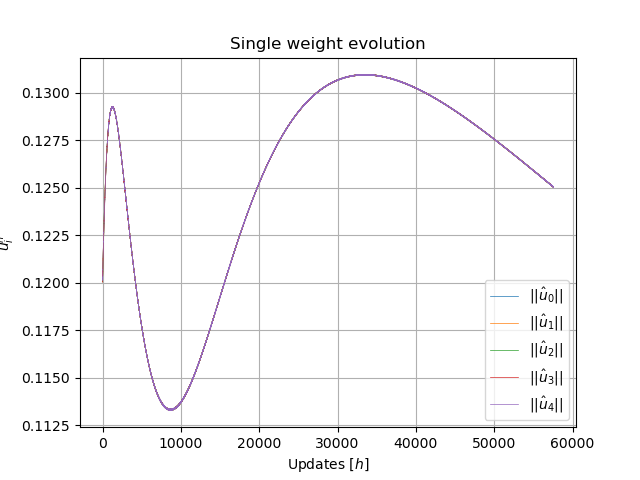 Single weight evolution
0.1300
0.1275
0.1250
0.1225
0.1200
0.1175
0.1150
0.1125
||û₀||
||û₁||
||û₂||
||û₃||
||û₄||
0 10000 20000 30000 40000 50000 60000
Updates [h]